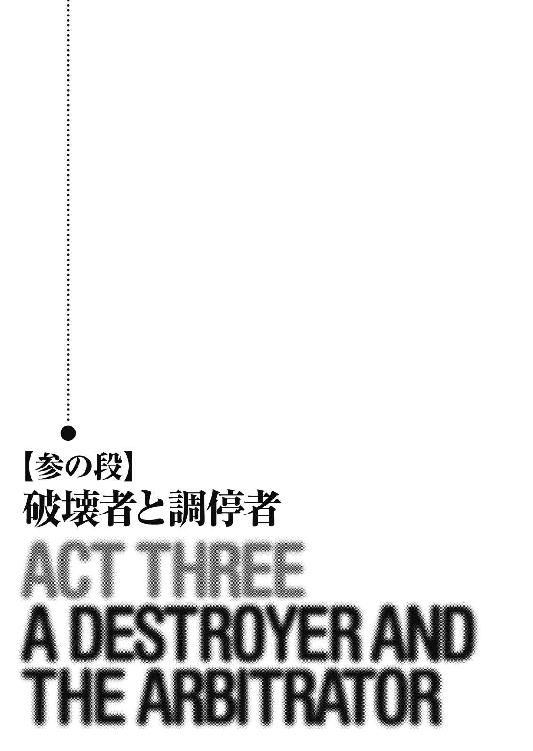 【参の段】
破壊者と調停者
ACT THREE
A DESTROYER AND
THE ARBITRATOR